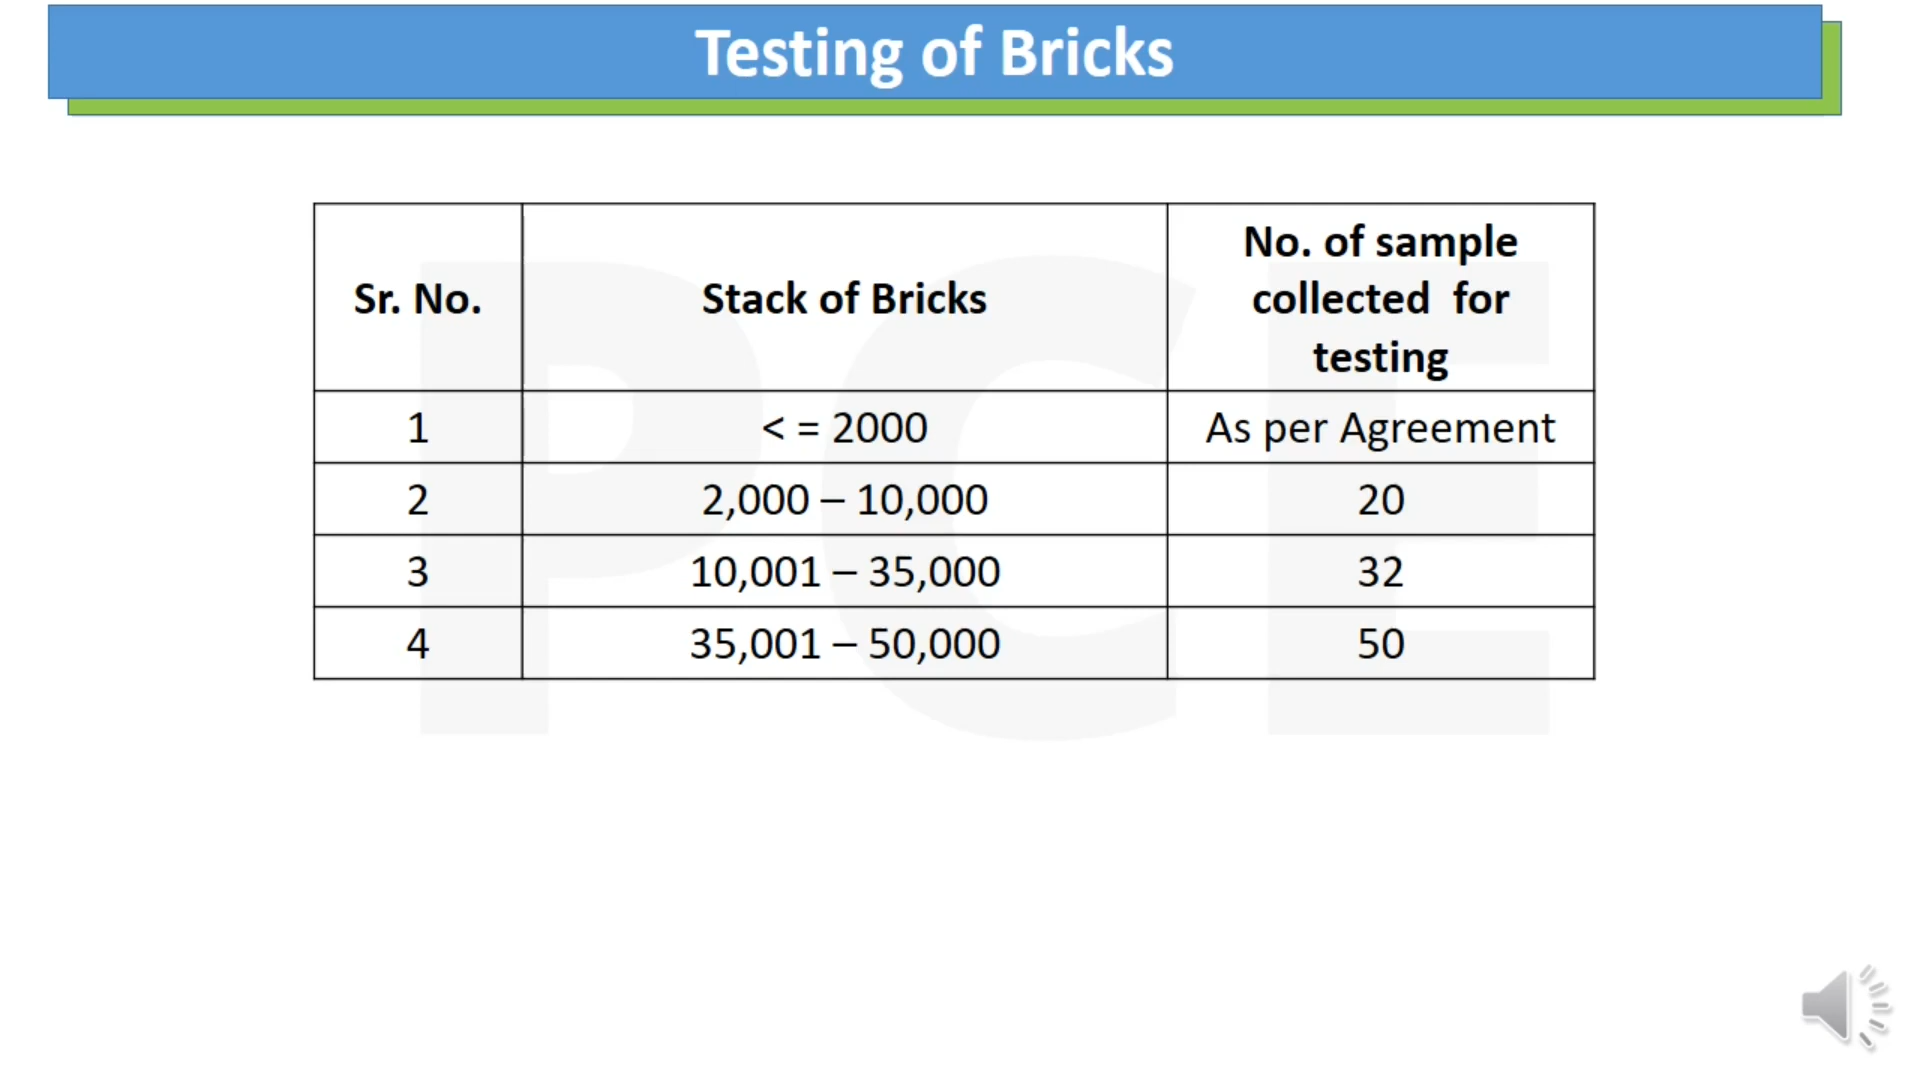 Testing of Bricks
Sr. No.
Stack of Bricks
No. of sample
collected for
testing
1
< = 2000
As per Agreement
2
2,000 – 10,000
20
3
10,001 – 35,000
32
4
35,001 – 50,000
50
PCE